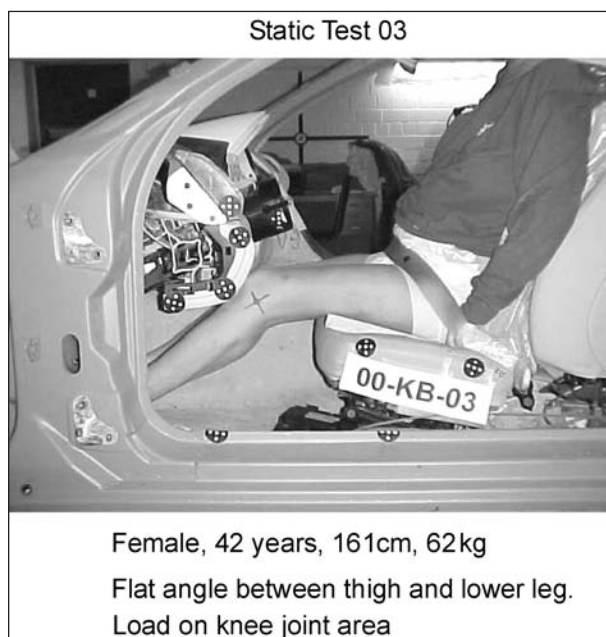 Static Test 03
00-KB-03
Female, 42 years, 161cm, 62kg
Flat angle between thigh and lower leg.
Load on knee joint area